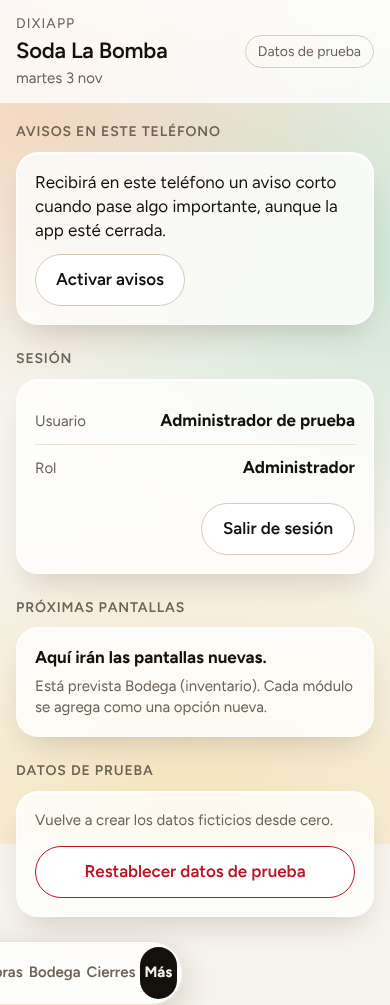 DIXIAPP
Soda La Bomba
martes 3 nov
Datos de prueba
AVISOS EN ESTE TELÉFONO
Recibirá en este teléfono un aviso corto
cuando pase algo importante, aunque la
app esté cerrada.
Activar avisos
SESIÓN
Usuario Administrador de prueba
Rol Administrador
Salir de sesión
PRÓXIMAS PANTALLAS
Aquí irán las pantallas nuevas.
Está prevista Bodega (inventario). Cada módulo
se agrega como una opción nueva.
DATOS DE PRUEBA
Vuelve a crear los datos ficticios desde cero.
Restablecer datos de prueba
Bodega Cierres Más